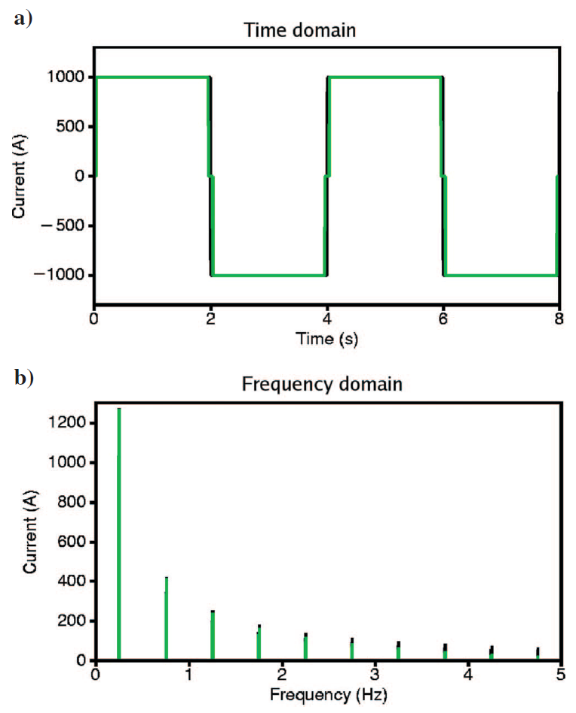 a)
Time domain
Current (A)
1000
500
0
−500
−1000
0 2 4 6 8
Time (s)
b)
Frequency domain
Current (A)
1200
1000
800
600
400
200
0
0 1 2 3 4 5
Frequency (Hz)